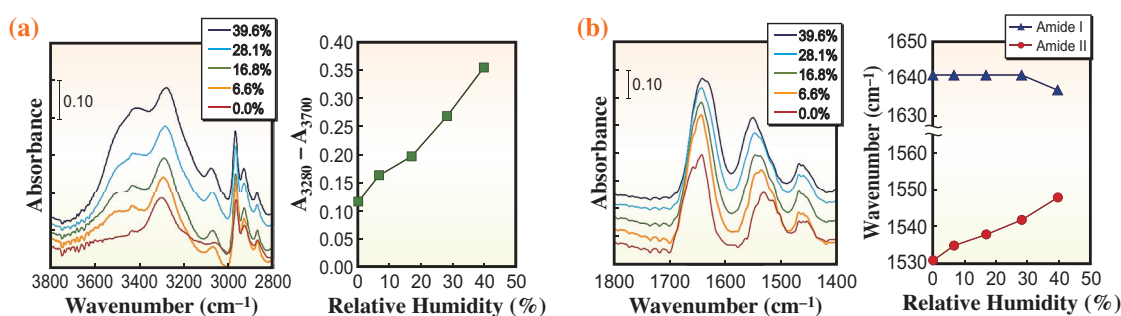 (a)
39.6%
28.1%
16.8%
6.6%
0.0%
0.10
Absorbance
3800 3600 3400 3200 3000 2800
Wavenumber (cm–1)
A3280 – A3700
0.40
0.35
0.30
0.25
0.20
0.15
0.10
0.05
0.00
0 10 20 30 40 50
Relative Humidity (%)
(b)
39.6%
28.1%
16.8%
6.6%
0.0%
0.10
Absorbance
1800 1700 1600 1500 1400
Wavenumber (cm–1)
Amide I
Amide II
Wavenumber (cm–1)
1650
1640
1630
1560
1550
1540
1530
0 10 20 30 40 50
Relative Humidity (%)